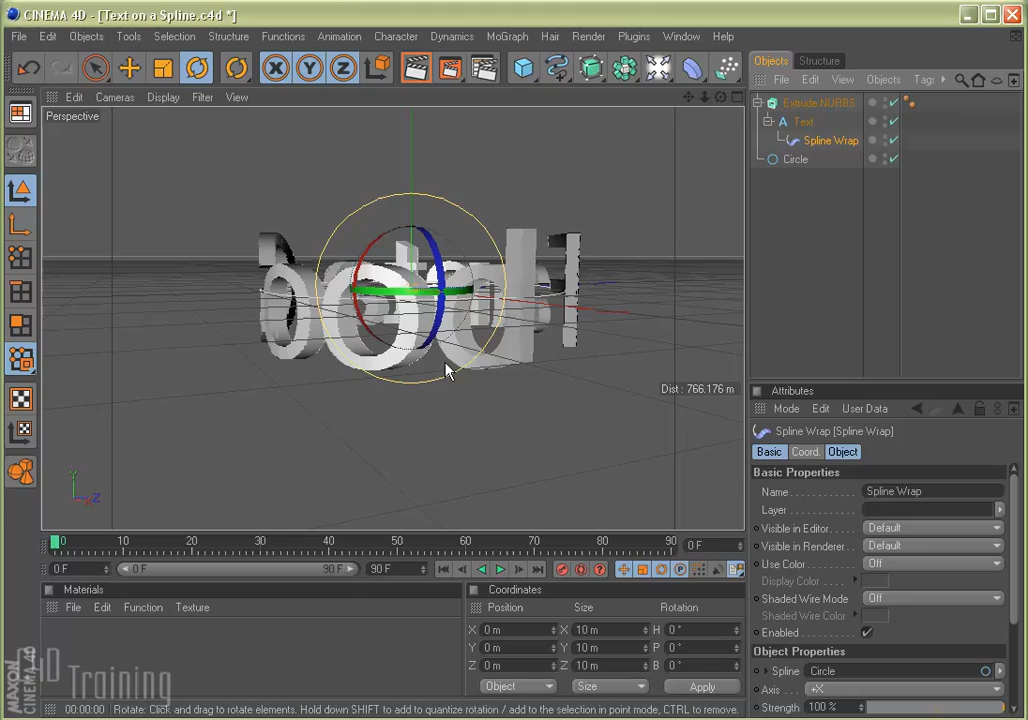 CINEMA 4D - [Text on a Spline.c4d *]
File Edit Objects Tools Selection Structure Functions Animation Character Dynamics MoGraph Hair Render Plugins Window Help
X Y Z
Edit Cameras Display Filter View
Perspective
Dist : 766.176 m
Y
X Z
0 10 20 30 40 50 60 70 80 90 0 F
0 F 0 F 90 F 90 F
Materials
File Edit Function Texture
Coordinates
Position Size Rotation
X 0 m X 10 m H 0 °
Y 0 m Y 10 m P 0 °
Z 0 m Z 10 m B 0 °
Object Size Apply
Objects Structure
File Edit View Objects Tag:
Extrude NURBS
A Text
Spline Wrap
Circle
Attributes
Mode Edit User Data
Spline Wrap [Spline Wrap]
Basic Coord. Object
Basic Properties
Name Spline Wrap
Layer
Visible in Editor Default
Visible in Renderer Default
Use Color Off
Display Color
Shaded Wire Mode Off
Shaded Wire Color
Enabled
Object Properties
Spline Circle
Axis +X
Strength 100 %
MAXON
CINEMA 4D
Training
00:00:00 Rotate: Click and drag to rotate elements. Hold down SHIFT to add to quantize rotation / add to the selection in point mode, CTRL to remove.